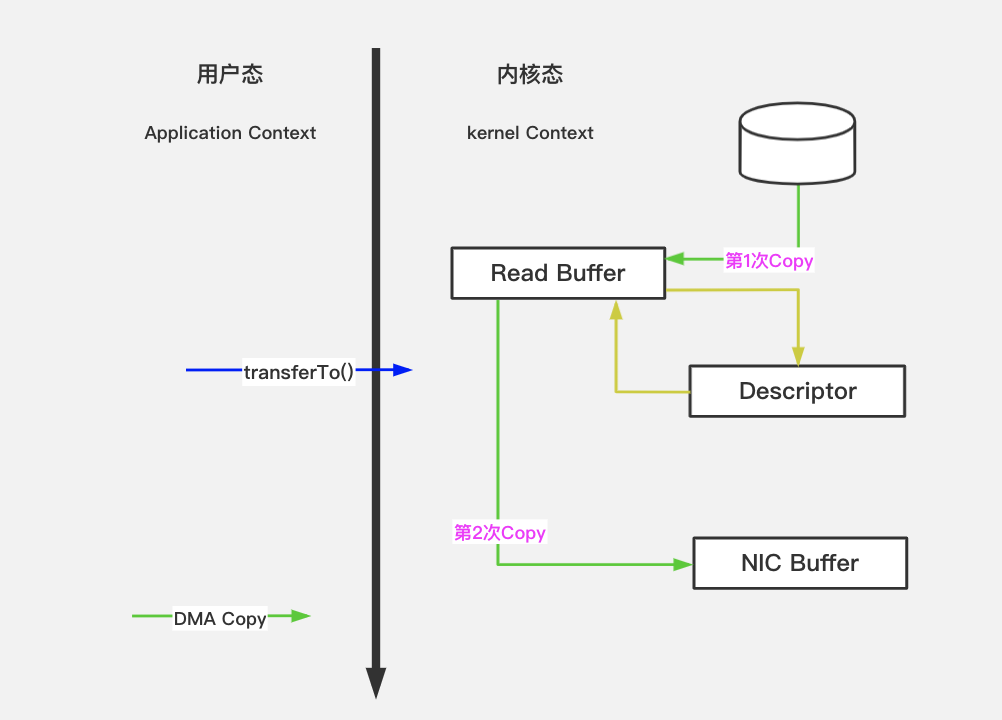 用户态
内核态
Application Context
kernel Context
第1次Copy
Read Buffer
transferTo()
Descriptor
第2次Copy
NIC Buffer
DMA Copy